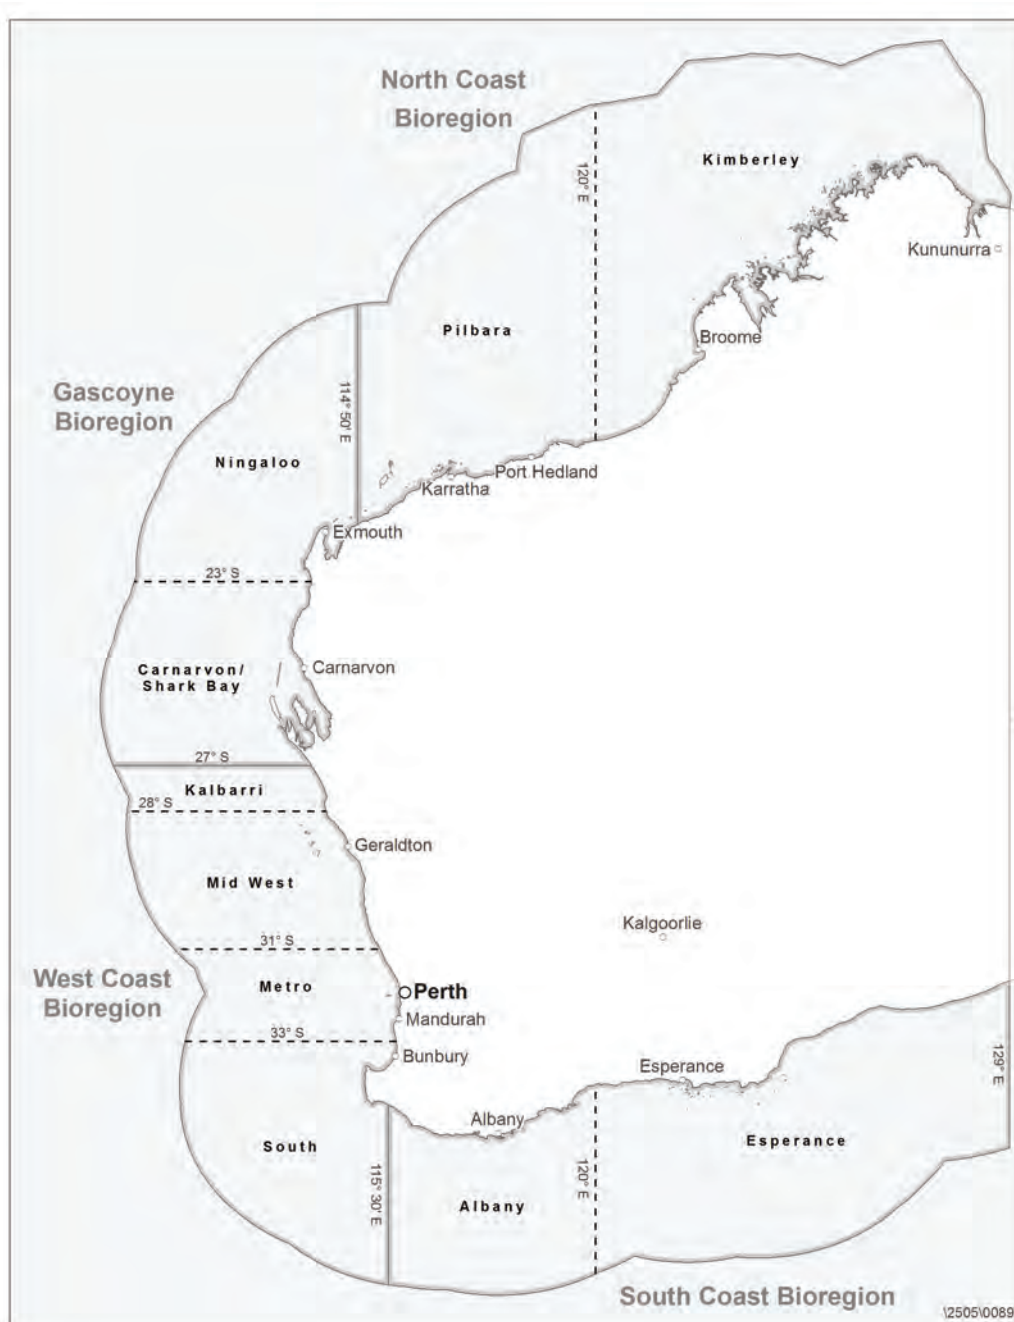 North Coast
Bioregion
Kimberley
120° E
Kununurra
Pilbara
Broome
Gascoyne
Bioregion
114° 50' E
Ningaloo
Port Hedland
Karratha
Exmouth
23° S
Carnarvon/
Shark Bay
Carnarvon
27° S
Kalbarri
28° S
Geraldton
Mid West
Kalgoorlie
31° S
West Coast
Bioregion
Metro
Perth
Mandurah
33° S
Bunbury
Esperance
129° E
Albany
South
Esperance
115° 30' E
120° E
Albany
South Coast Bioregion
\2505\0089